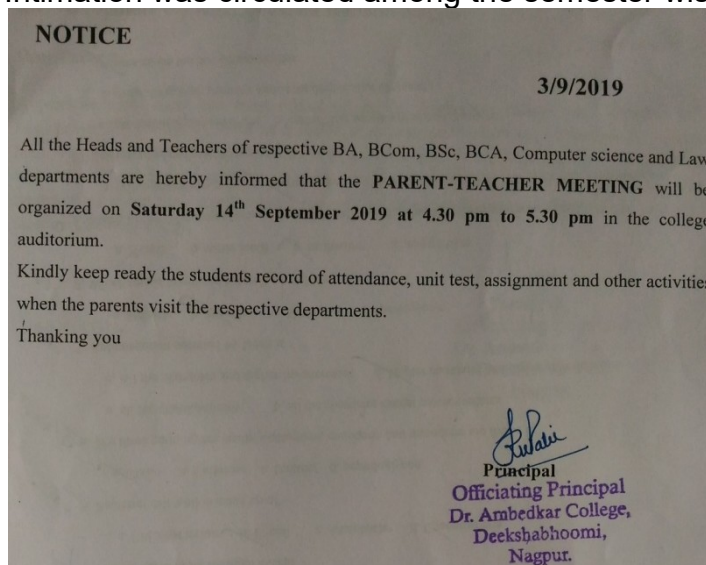 NOTICE
3/9/2019
All the Heads and Teachers of respective BA, BCom, BSc, BCA, Computer science and Law
departments are hereby informed that the PARENT-TEACHER MEETING will be
organized on Saturday 14th September 2019 at 4.30 pm to 5.30 pm in the college
auditorium.
Kindly keep ready the students record of attendance, unit test, assignment and other activities
when the parents visit the respective departments.
Thanking you
Principal
Officiating Principal
Dr. Ambedkar College,
Deekshabhoomi,
Nagpur.